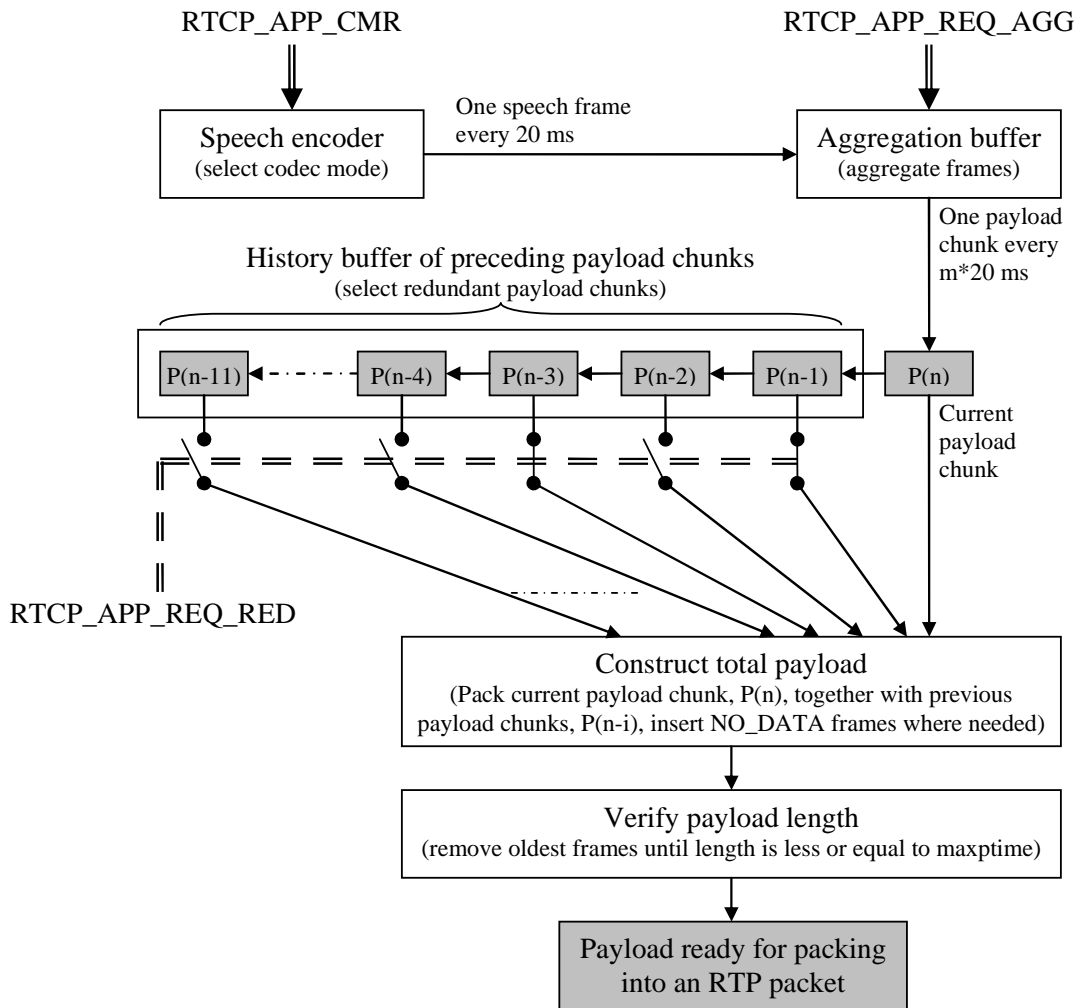 RTCP_APP_CMR
RTCP_APP_REQ_AGG
One speech frame
every 20 ms
Speech encoder
(select codec mode)
Aggregation buffer
(aggregate frames)
One payload
chunk every
m*20 ms
History buffer of preceding payload chunks
(select redundant payload chunks)
P(n-11)
P(n-4)
P(n-3)
P(n-2)
P(n-1)
P(n)
Current
payload
chunk
RTCP_APP_REQ_RED
Construct total payload
(Pack current payload chunk, P(n), together with previous
payload chunks, P(n-i), insert NO_DATA frames where needed)
Verify payload length
(remove oldest frames until length is less or equal to maxptime)
Payload ready for packing
into an RTP packet